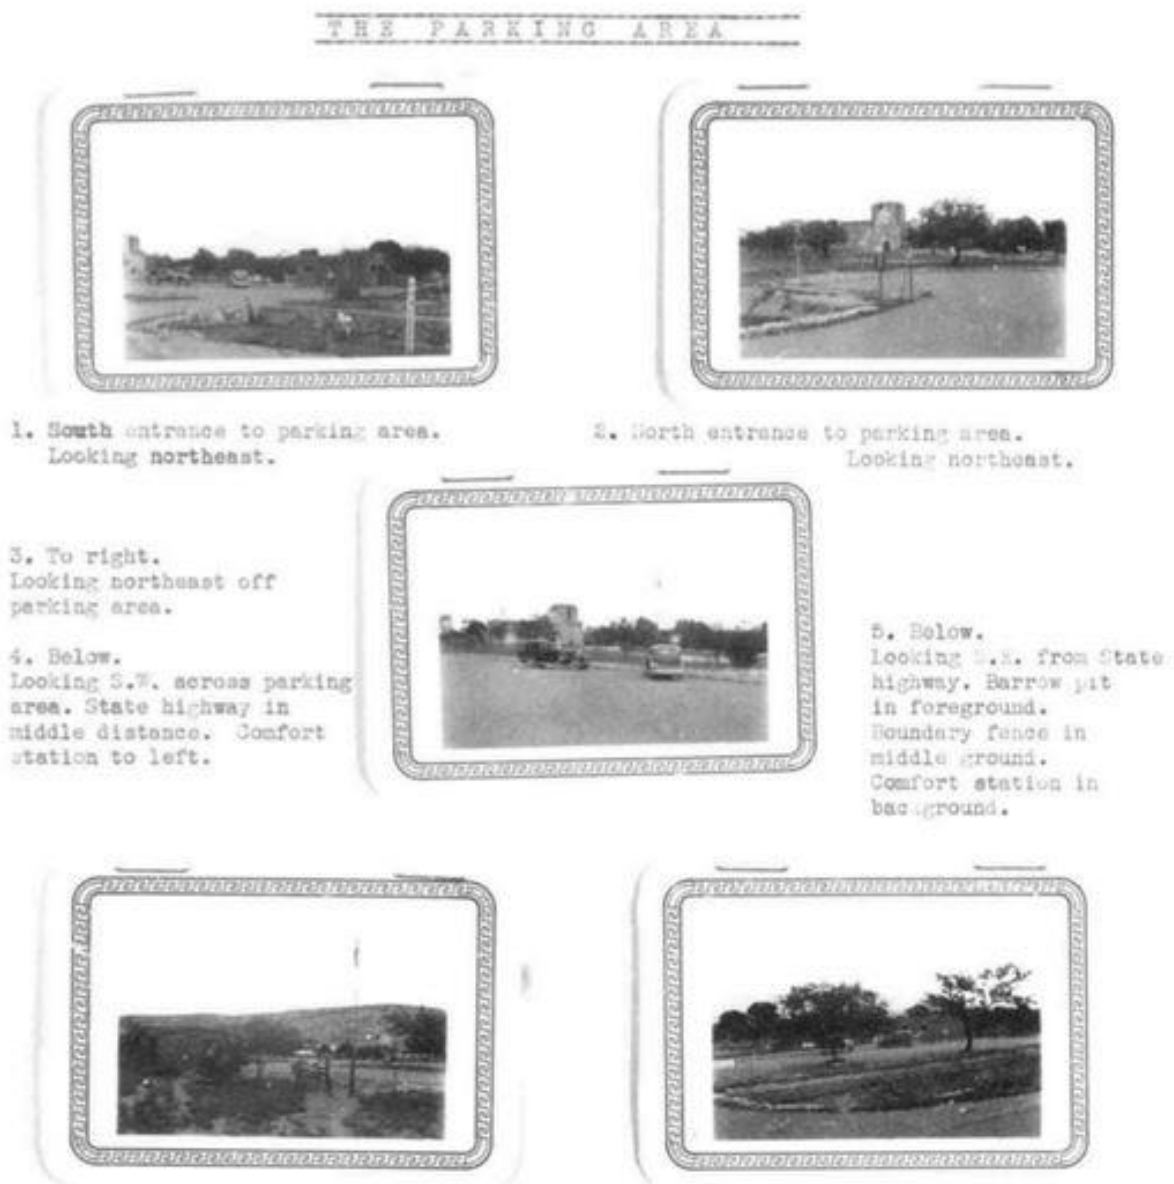 THE PARKING AREA
1. South entrance to parking area.
Looking northeast.
2. North entrance to parking area.
Looking northeast.
3. To right.
Looking northeast off
parking area.
4. Below.
Looking S.W. across parking
area. State highway in
middle distance. Comfort
station to left.
5. Below.
Looking from State
highway. Barrow pit
in foreground.
Boundary fence in
middle ground.
Comfort station in
background.